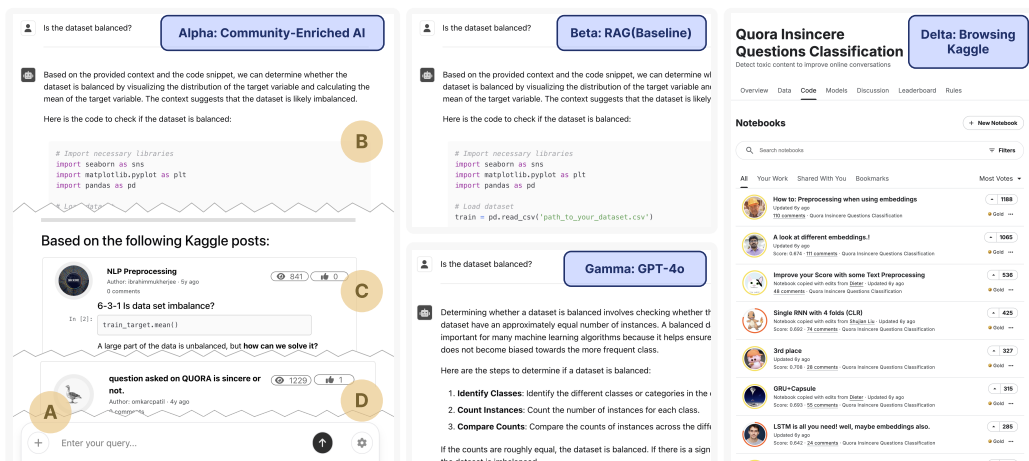 Is the dataset balanced?
Alpha: Community-Enriched AI
Based on the provided context and the code snippet, we can determine whether the
dataset is balanced by visualizing the distribution of the target variable and calculating the
mean of the target variable. The context suggests that the dataset is likely imbalanced.
Here is the code to check if the dataset is balanced:
B
# Import necessary libraries
import seaborn as sns
import matplotlib.pyplot as plt
import pandas as pd
Based on the following Kaggle posts:
NLP Preprocessing
Author: ibrahimmukherjee · 5y ago
0 comments
841
0
C
6-3-1 Is data set imbalance?
In [2]:
train_target.mean()
A large part of the data is unbalanced, but how can we solve it?
question asked on QUORA is sincere or
not.
Author: omkarcpatil · 4y ago
1229
1
A
D
+
Enter your query...
Is the dataset balanced?
Beta: RAG(Baseline)
Based on the provided context and the code snippet, we can determine
dataset is balanced by visualizing the distribution of the target variable
mean of the target variable. The context suggests that the dataset is likely
Here is the code to check if the dataset is balanced:
# Import necessary libraries
import seaborn as sns
import matplotlib.pyplot as plt
import pandas as pd
# Load dataset
train = pd.read_csv('path_to_your_dataset.csv')
Is the dataset balanced?
Gamma: GPT-4o
Determining whether a dataset is balanced involves checking whether
dataset have an approximately equal number of instances. A balanced
important for many machine learning algorithms because it helps ensure
does not become biased towards the more frequent class.
Here are the steps to determine if a dataset is balanced:
1. Identify Classes: Identify the different classes or categories in the
2. Count Instances: Count the number of instances for each class.
3. Compare Counts: Compare the counts of instances across the
If the counts are roughly equal, the dataset is balanced. If there is a
Quora Insincere
Questions Classification
Detect toxic content to improve online conversations
Delta: Browsing
Kaggle
Overview Data Code Models Discussion Leaderboard Rules
Notebooks
+ New Notebook
Search notebooks
Filters
All Your Work Shared With You Bookmarks Most Votes
How to: Preprocessing when using embeddings
Updated 6y ago
110 comments · Quora Insincere Questions Classification
1188
Gold ···
A look at different embeddings.!
Updated 6y ago
Score: 0.674 · 111 comments · Quora Insincere Questions Classification
1065
Gold ···
Improve your Score with some Text Preprocessing
Notebook copied with edits from Dieter · Updated 6y ago
48 comments · Quora Insincere Questions Classification
536
Gold ···
Single RNN with 4 folds (CLR)
Notebook copied with edits from Shujian Liu · Updated 6y ago
Score: 0.693 · 74 comments · Quora Insincere Questions Classification
425
Gold ···
3rd place
Updated 6y ago
Score: 0.708 · 28 comments · Quora Insincere Questions Classification
327
Gold ···
GRU+Capsule
Notebook copied with edits from Dieter · Updated 6y ago
Score: 0.693 · 55 comments · Quora Insincere Questions Classification
315
Gold ···
LSTM is all you need! well, maybe embeddings also.
Updated 6y ago
Score: 0.642 · 24 comments · Quora Insincere Questions Classification
285
Gold ···